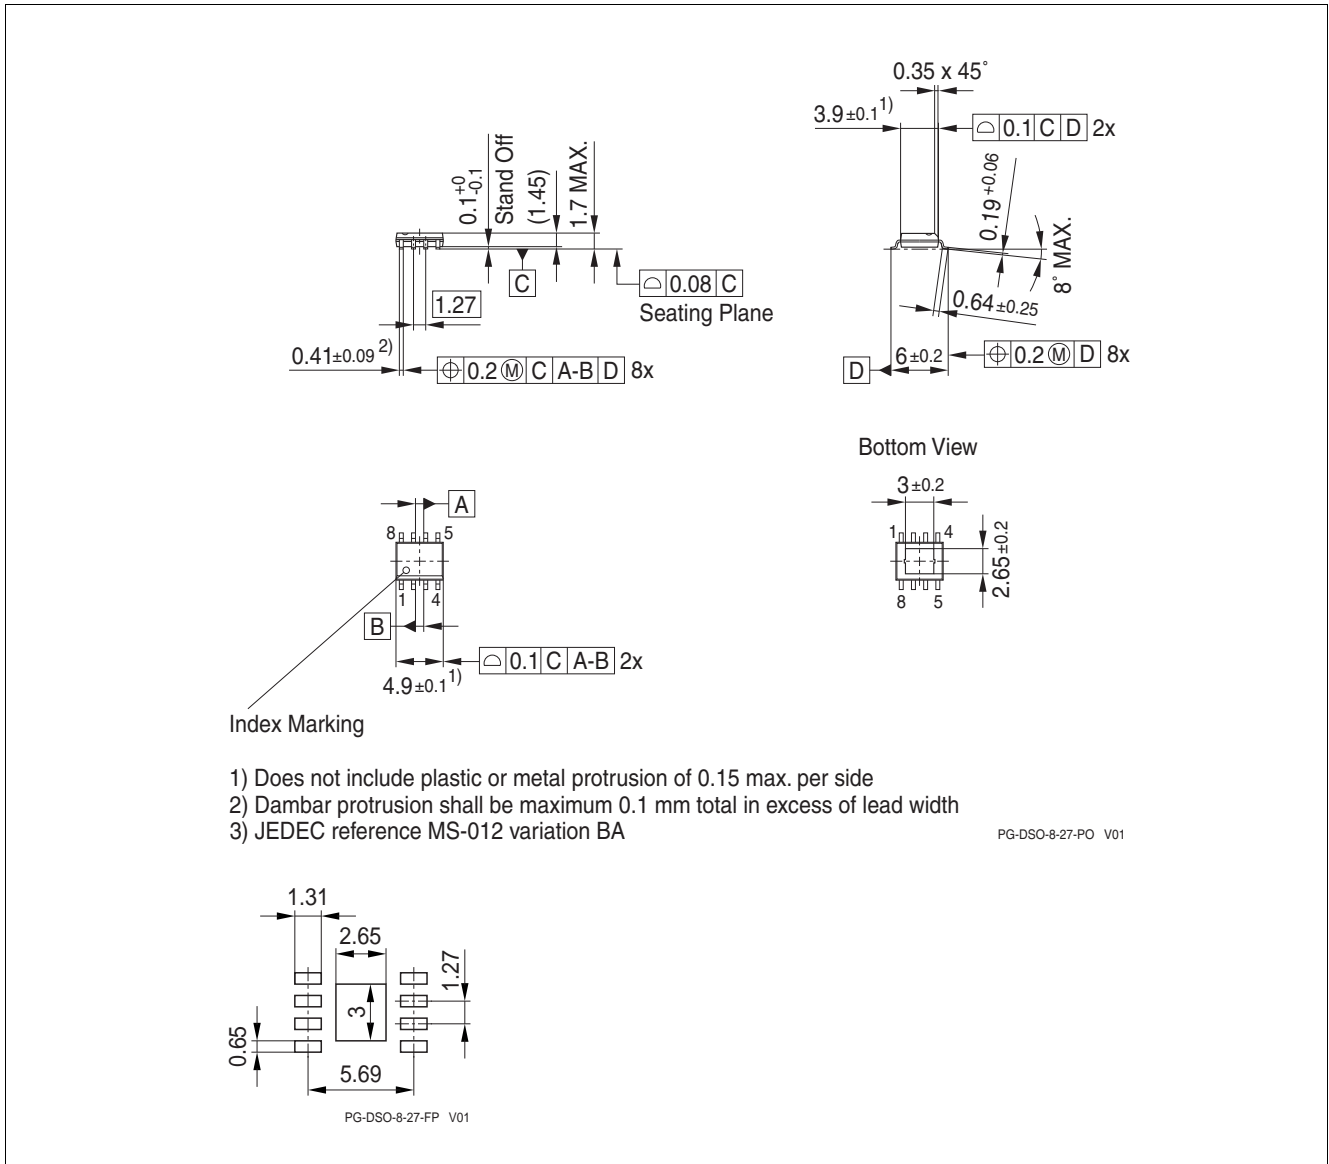 0.35 x 45°
3.9±0.1 1)
0.1 C D 2x
0.1 +0 -0.1
Stand Off
(1.45)
1.7 MAX.
0.19 +0.06
8° MAX.
C
0.08 C
Seating Plane
1.27
0.64±0.25
0.41±0.09 2)
0.2 M C A-B D 8x
D
6±0.2
0.2 M D 8x
Bottom View
A
3±0.2
8 5
1 4
2.65±0.2
1 4
8 5
B
0.1 C A-B 2x
4.9±0.1 1)
Index Marking
1) Does not include plastic or metal protrusion of 0.15 max. per side
2) Dambar protrusion shall be maximum 0.1 mm total in excess of lead width
3) JEDEC reference MS-012 variation BA
PG-DSO-8-27-PO V01
1.31
2.65
1.27
3
0.65
5.69
PG-DSO-8-27-FP V01